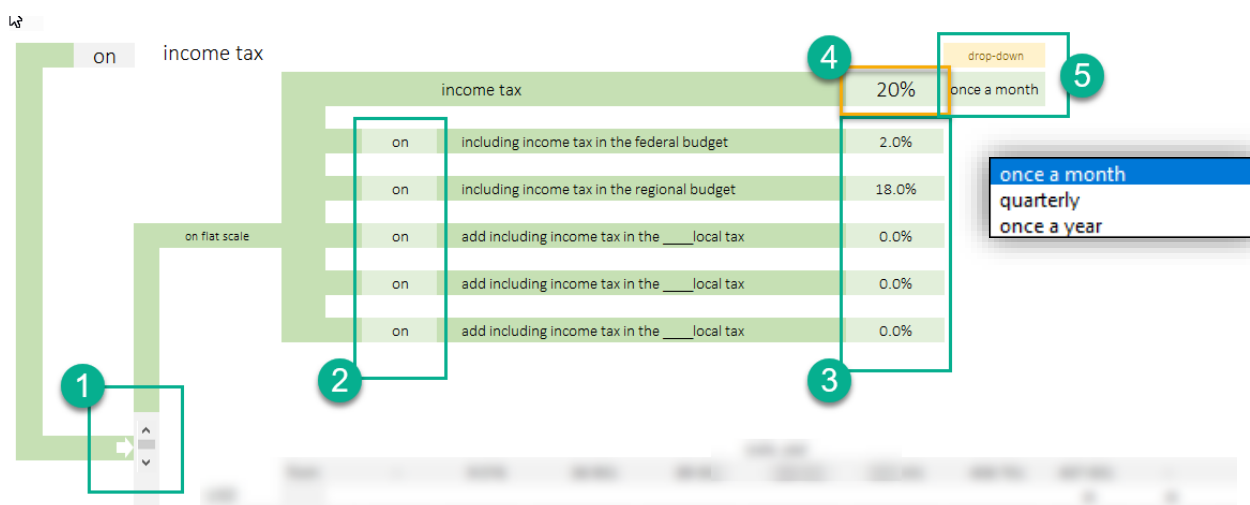 on income tax
4
drop-down
5
income tax 20% once a month
on including income tax in the federal budget 2.0%
on including income tax in the regional budget 18.0%
on flat scale on add including income tax in the ____local tax 0.0%
on add including income tax in the ____local tax 0.0%
on add including income tax in the ____local tax 0.0%
once a month
quarterly
once a year
1
2
3